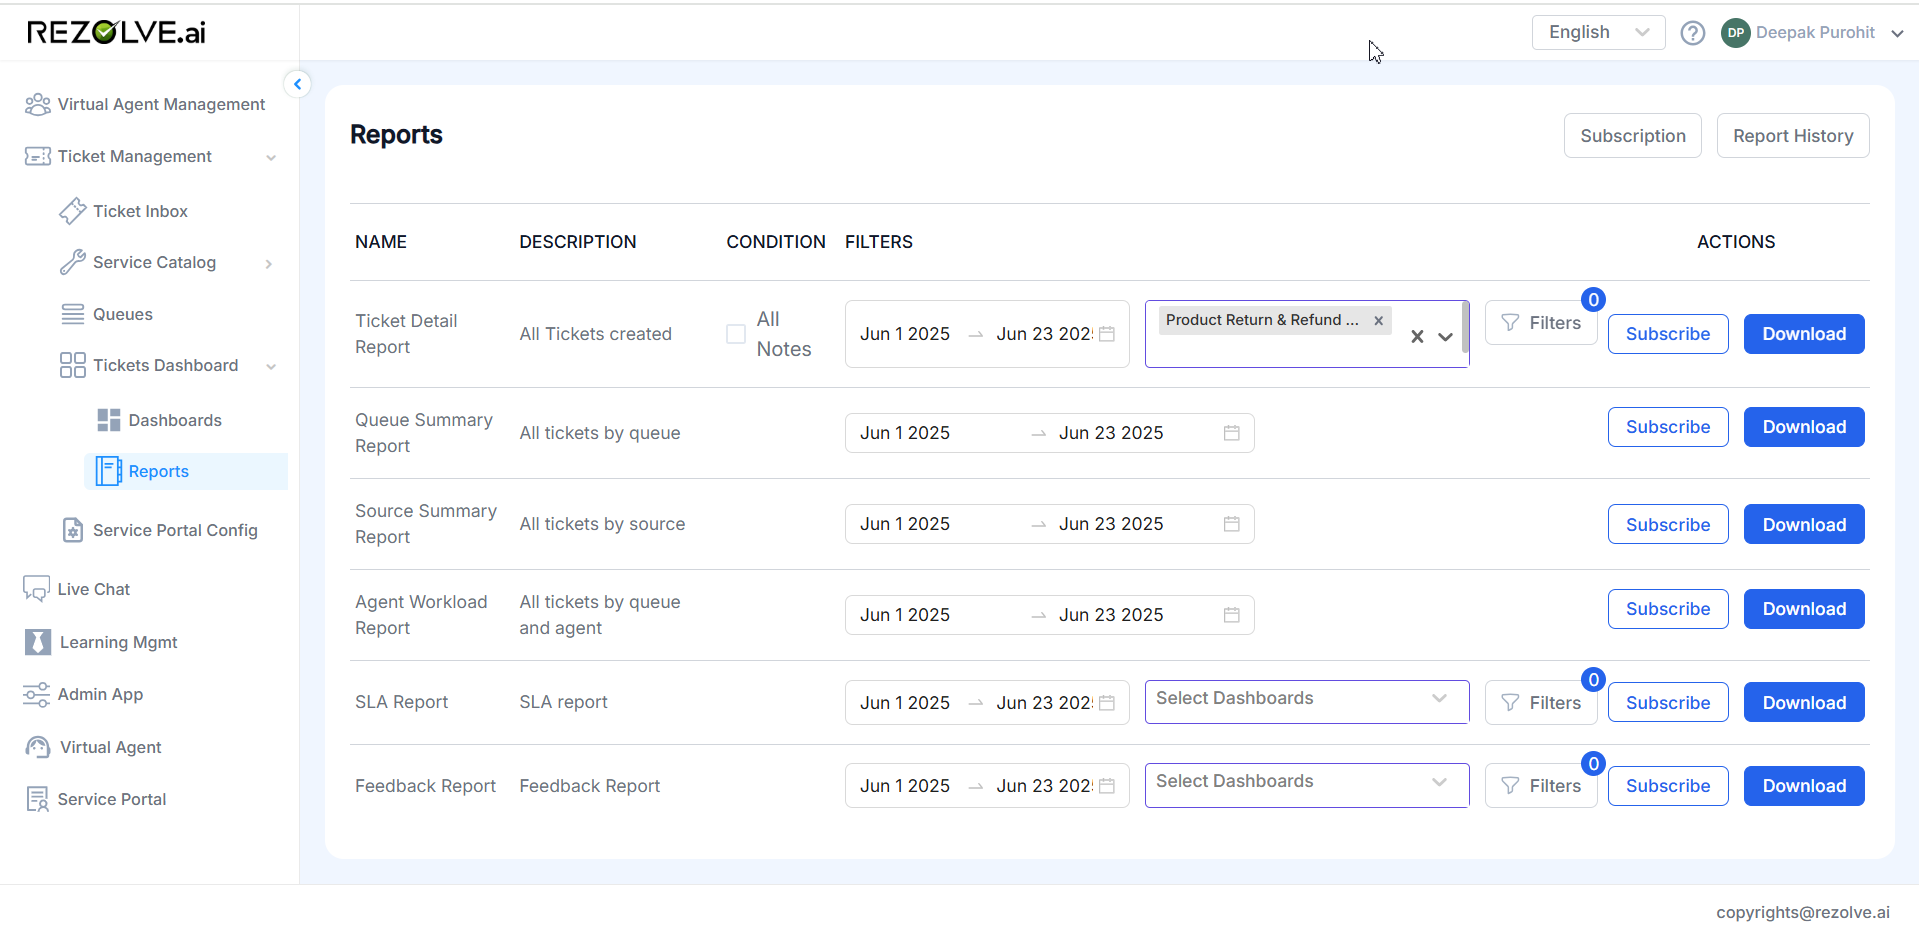 REZOLVE.ai
English
DP
Deepak Purohit
Virtual Agent Management
Ticket Management
Ticket Inbox
Service Catalog
Queues
Tickets Dashboard
Dashboards
Reports
Service Portal Config
Live Chat
Learning Mgmt
Admin App
Virtual Agent
Service Portal
Reports
Subscription
Report History
NAME DESCRIPTION CONDITION FILTERS ACTIONS
Ticket Detail
Report
All Tickets created
All
Notes
Jun 1 2025 → Jun 23 202
Product Return & Refund ... ×
0
Filters
Subscribe
Download
Queue Summary
Report
All tickets by queue
Jun 1 2025 → Jun 23 2025
Subscribe
Download
Source Summary
Report
All tickets by source
Jun 1 2025 → Jun 23 2025
Subscribe
Download
Agent Workload
Report
All tickets by queue
and agent
Jun 1 2025 → Jun 23 2025
Subscribe
Download
SLA Report
SLA report
Jun 1 2025 → Jun 23 202
Select Dashboards
0
Filters
Subscribe
Download
Feedback Report
Feedback Report
Jun 1 2025 → Jun 23 202
Select Dashboards
0
Filters
Subscribe
Download
copyrights@rezolve.ai